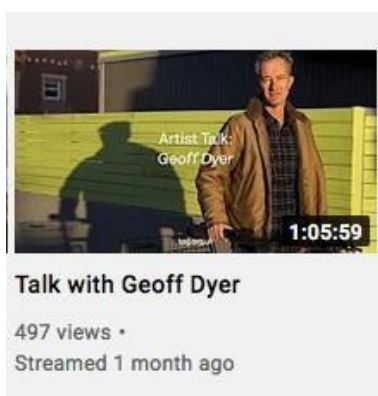 Artist Talk:
Geoff Dyer
1:05:59
Talk with Geoff Dyer
497 views •
Streamed 1 month ago